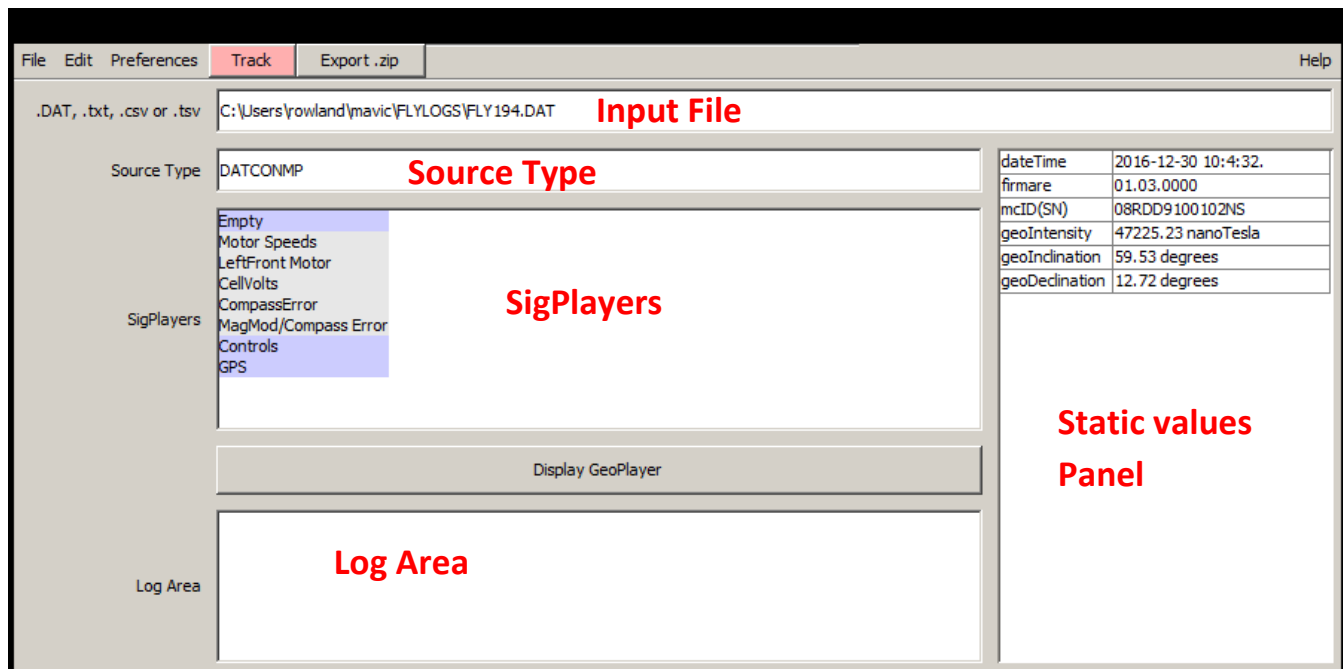 File Edit Preferences Track Export .zip Help
.DAT, .txt, .csv or .tsv C:\Users\rowland\mavic\FLYLOGS\FLY194.DAT Input File
Source Type DATCONMP Source Type
SigPlayers
Empty
Motor Speeds
LeftFront Motor
CellVolts
CompassError
MagMod/Compass Error
Controls
GPS
SigPlayers
Display GeoPlayer
Log Area
Log Area
dateTime 2016-12-30 10:4:32.
firmare 01.03.0000
mcID(SN) 08RDD9100102NS
geoIntensity 47225.23 nanoTesla
geoInclination 59.53 degrees
geoDeclination 12.72 degrees
Static values
Panel